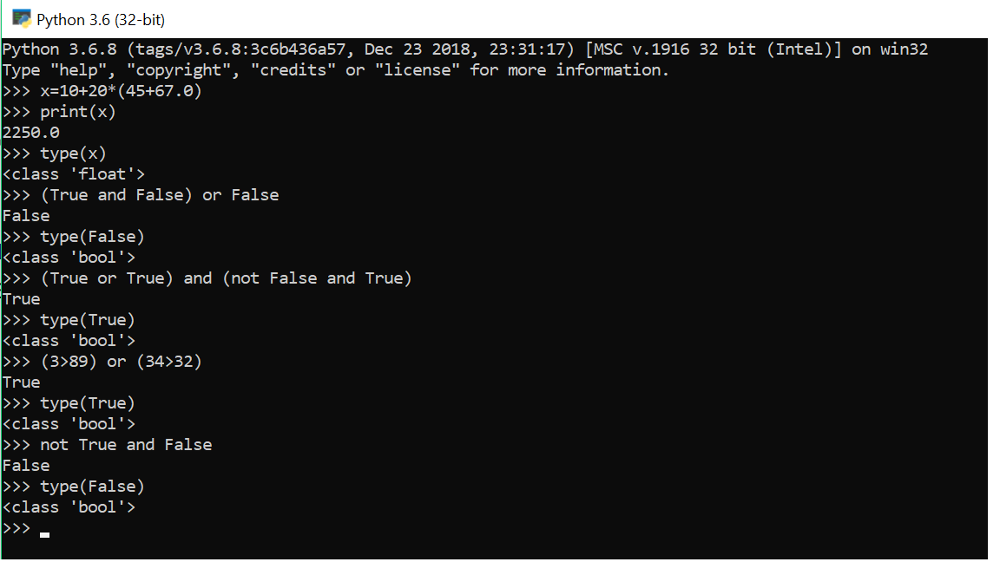 Python 3.6 (32-bit)
Python 3.6.8 (tags/v3.6.8:3c6b436a57, Dec 23 2018, 23:31:17) [MSC v.1916 32 bit (Intel)] on win32
Type "help", "copyright", "credits" or "license" for more information.
>>> x=10+20*(45+67.0)
>>> print(x)
2250.0
>>> type(x)
<class 'float'>
>>> (True and False) or False
False
>>> type(False)
<class 'bool'>
>>> (True or True) and (not False and True)
True
>>> type(True)
<class 'bool'>
>>> (3>89) or (34>32)
True
>>> type(True)
<class 'bool'>
>>> not True and False
False
>>> type(False)
<class 'bool'>
>>>